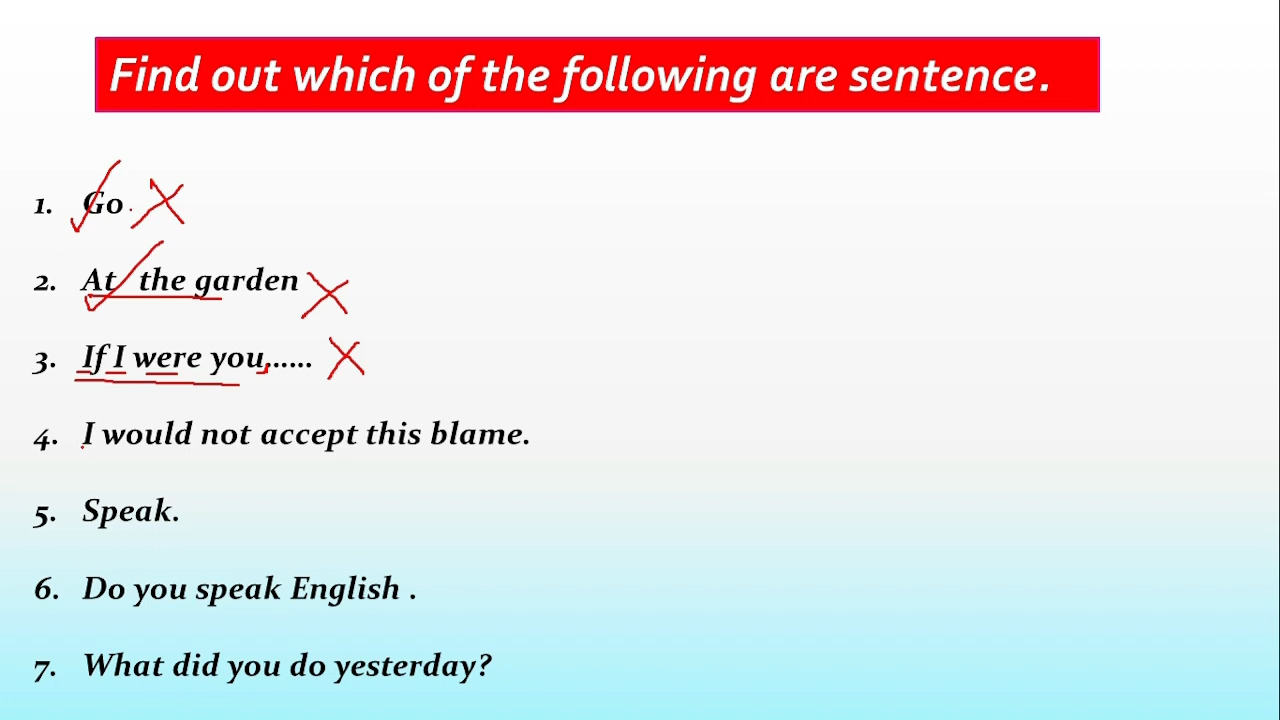 Find out which of the following are sentence.
1. Go.
2. At the garden
3. If I were you,.....
4. I would not accept this blame.
5. Speak.
6. Do you speak English .
7. What did you do yesterday?